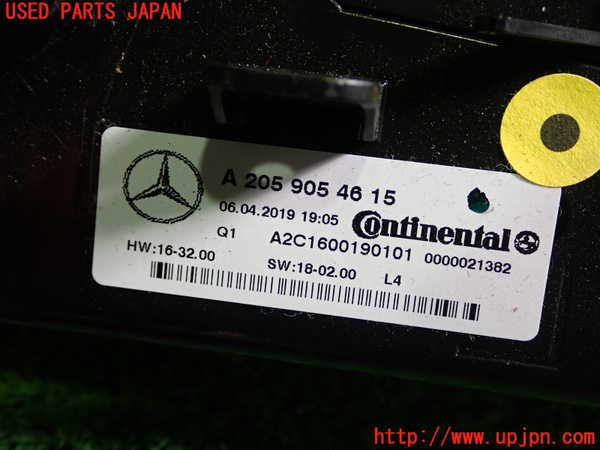 USED PARTS JAPAN
A 205 905 46 15
06.04.2019 19:05 Continental
Q1 A2C1600190101 0000021382
HW:16-32.00 SW:18-02.00 L4
http://www.upjpn.com/